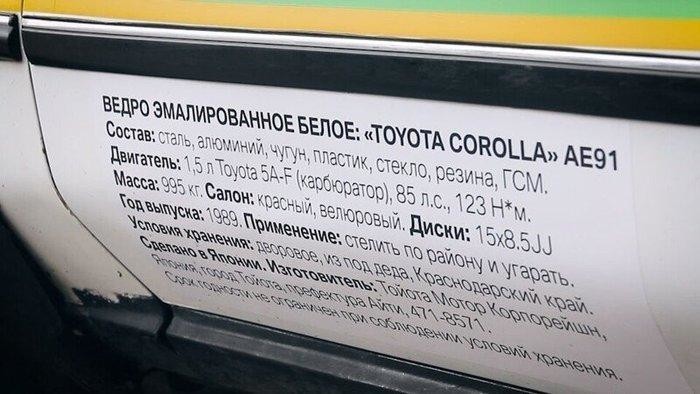 ВЕДРО ЭМАЛИРОВАННОЕ БЕЛОЕ: «TOYOTA COROLLA» AE91
Состав: сталь, алюминий, чугун, пластик, стекло, резина, ГСМ.
Двигатель: 1,5 л Toyota 5A-F (карбюратор), 85 л.с., 123 Н*м.
Масса: 995 кг. Салон: красный, велюровый. Диски: 15x8.5JJ
Год выпуска: 1989. Применение: стелить по району и угарать.
Условия хранения: дворовое, из под деда, Краснодарский край.
Сделано в Японии. Изготовитель: Тойота Мотор Корпорейшн,
Япония, город Тойота, префектура Айти, 471-8571.
Срок годности не ограничен при соблюдении условий хранения.